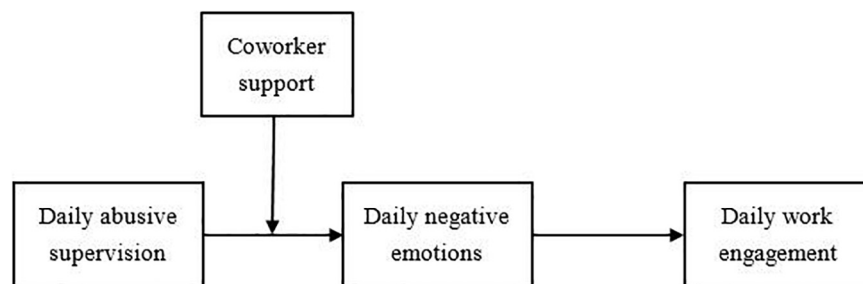 Coworker
support
Daily abusive
supervision
Daily negative
emotions
Daily work
engagement